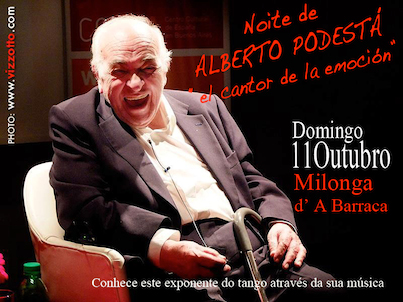 Noite de
ALBERTO PODESTÁ
"el cantor de la emoción"
Domingo
11Outubro
Milonga
d' A Barraca
Conhece este exponente do tango através da sua música
PHOTO: www.vizzotto.com